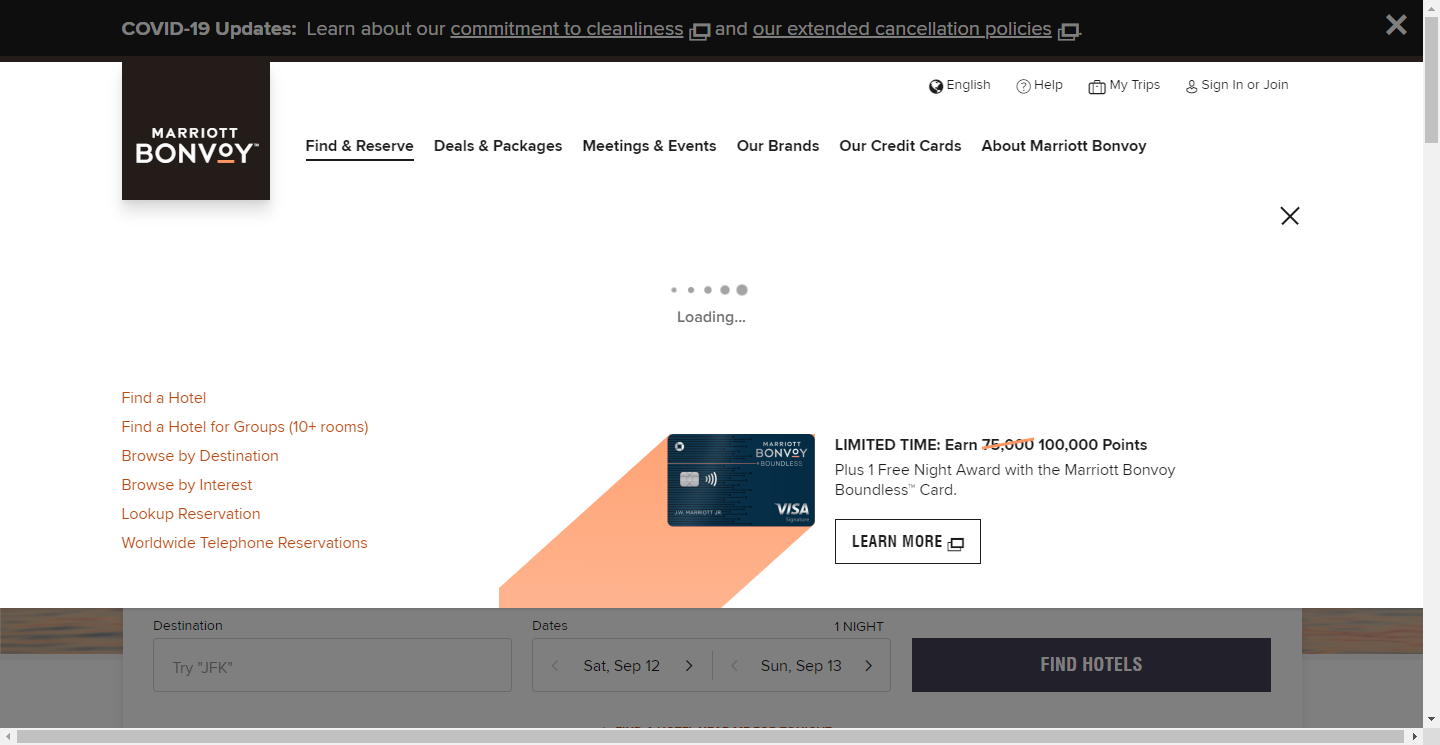 COVID-19 Updates: Learn about our commitment to cleanliness and our extended cancellation policies.
English Help My Trips Sign In or Join
MARRIOTT
BONVOY™
Find & Reserve Deals & Packages Meetings & Events Our Brands Our Credit Cards About Marriott Bonvoy
Loading...
Find a Hotel
Find a Hotel for Groups (10+ rooms)
Browse by Destination
Browse by Interest
Lookup Reservation
Worldwide Telephone Reservations
MARRIOTT
BONVOY
BOUNDLESS
J.W. MARRIOTT JR.
VISA
Signature
LIMITED TIME: Earn 75,000 100,000 Points
Plus 1 Free Night Award with the Marriott Bonvoy
Boundless™ Card.
LEARN MORE
Destination Dates 1 NIGHT
Try "JFK" Sat, Sep 12 Sun, Sep 13 FIND HOTELS